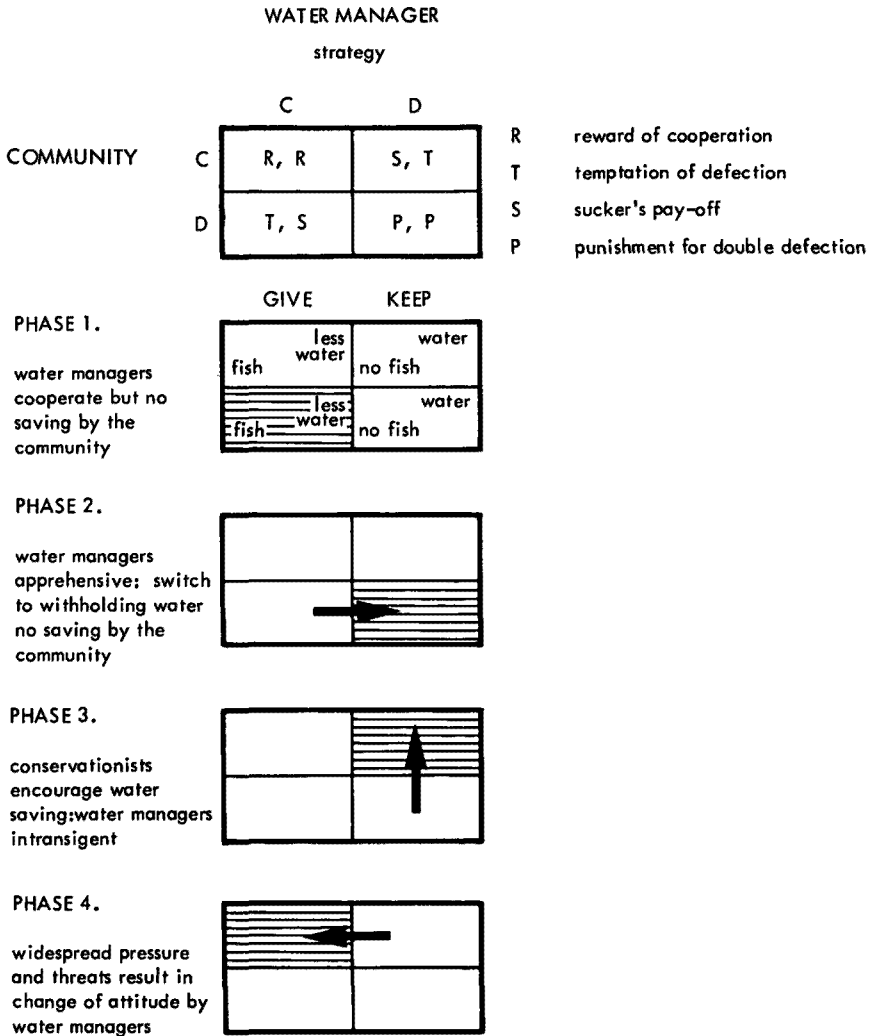 WATER MANAGER
strategy
C D
COMMUNITY C R, R S, T
D T, S P, P
R reward of cooperation
T temptation of defection
S sucker's pay-off
P punishment for double defection
GIVE KEEP
PHASE 1.
water managers
cooperate but no
saving by the
community
less
water
fish
water
no fish
less
water
fish
water
no fish
PHASE 2.
water managers
apprehensive; switch
to withholding water
no saving by the
community
PHASE 3.
conservationists
encourage water
saving:water managers
intransigent
PHASE 4.
widespread pressure
and threats result in
change of attitude by
water managers